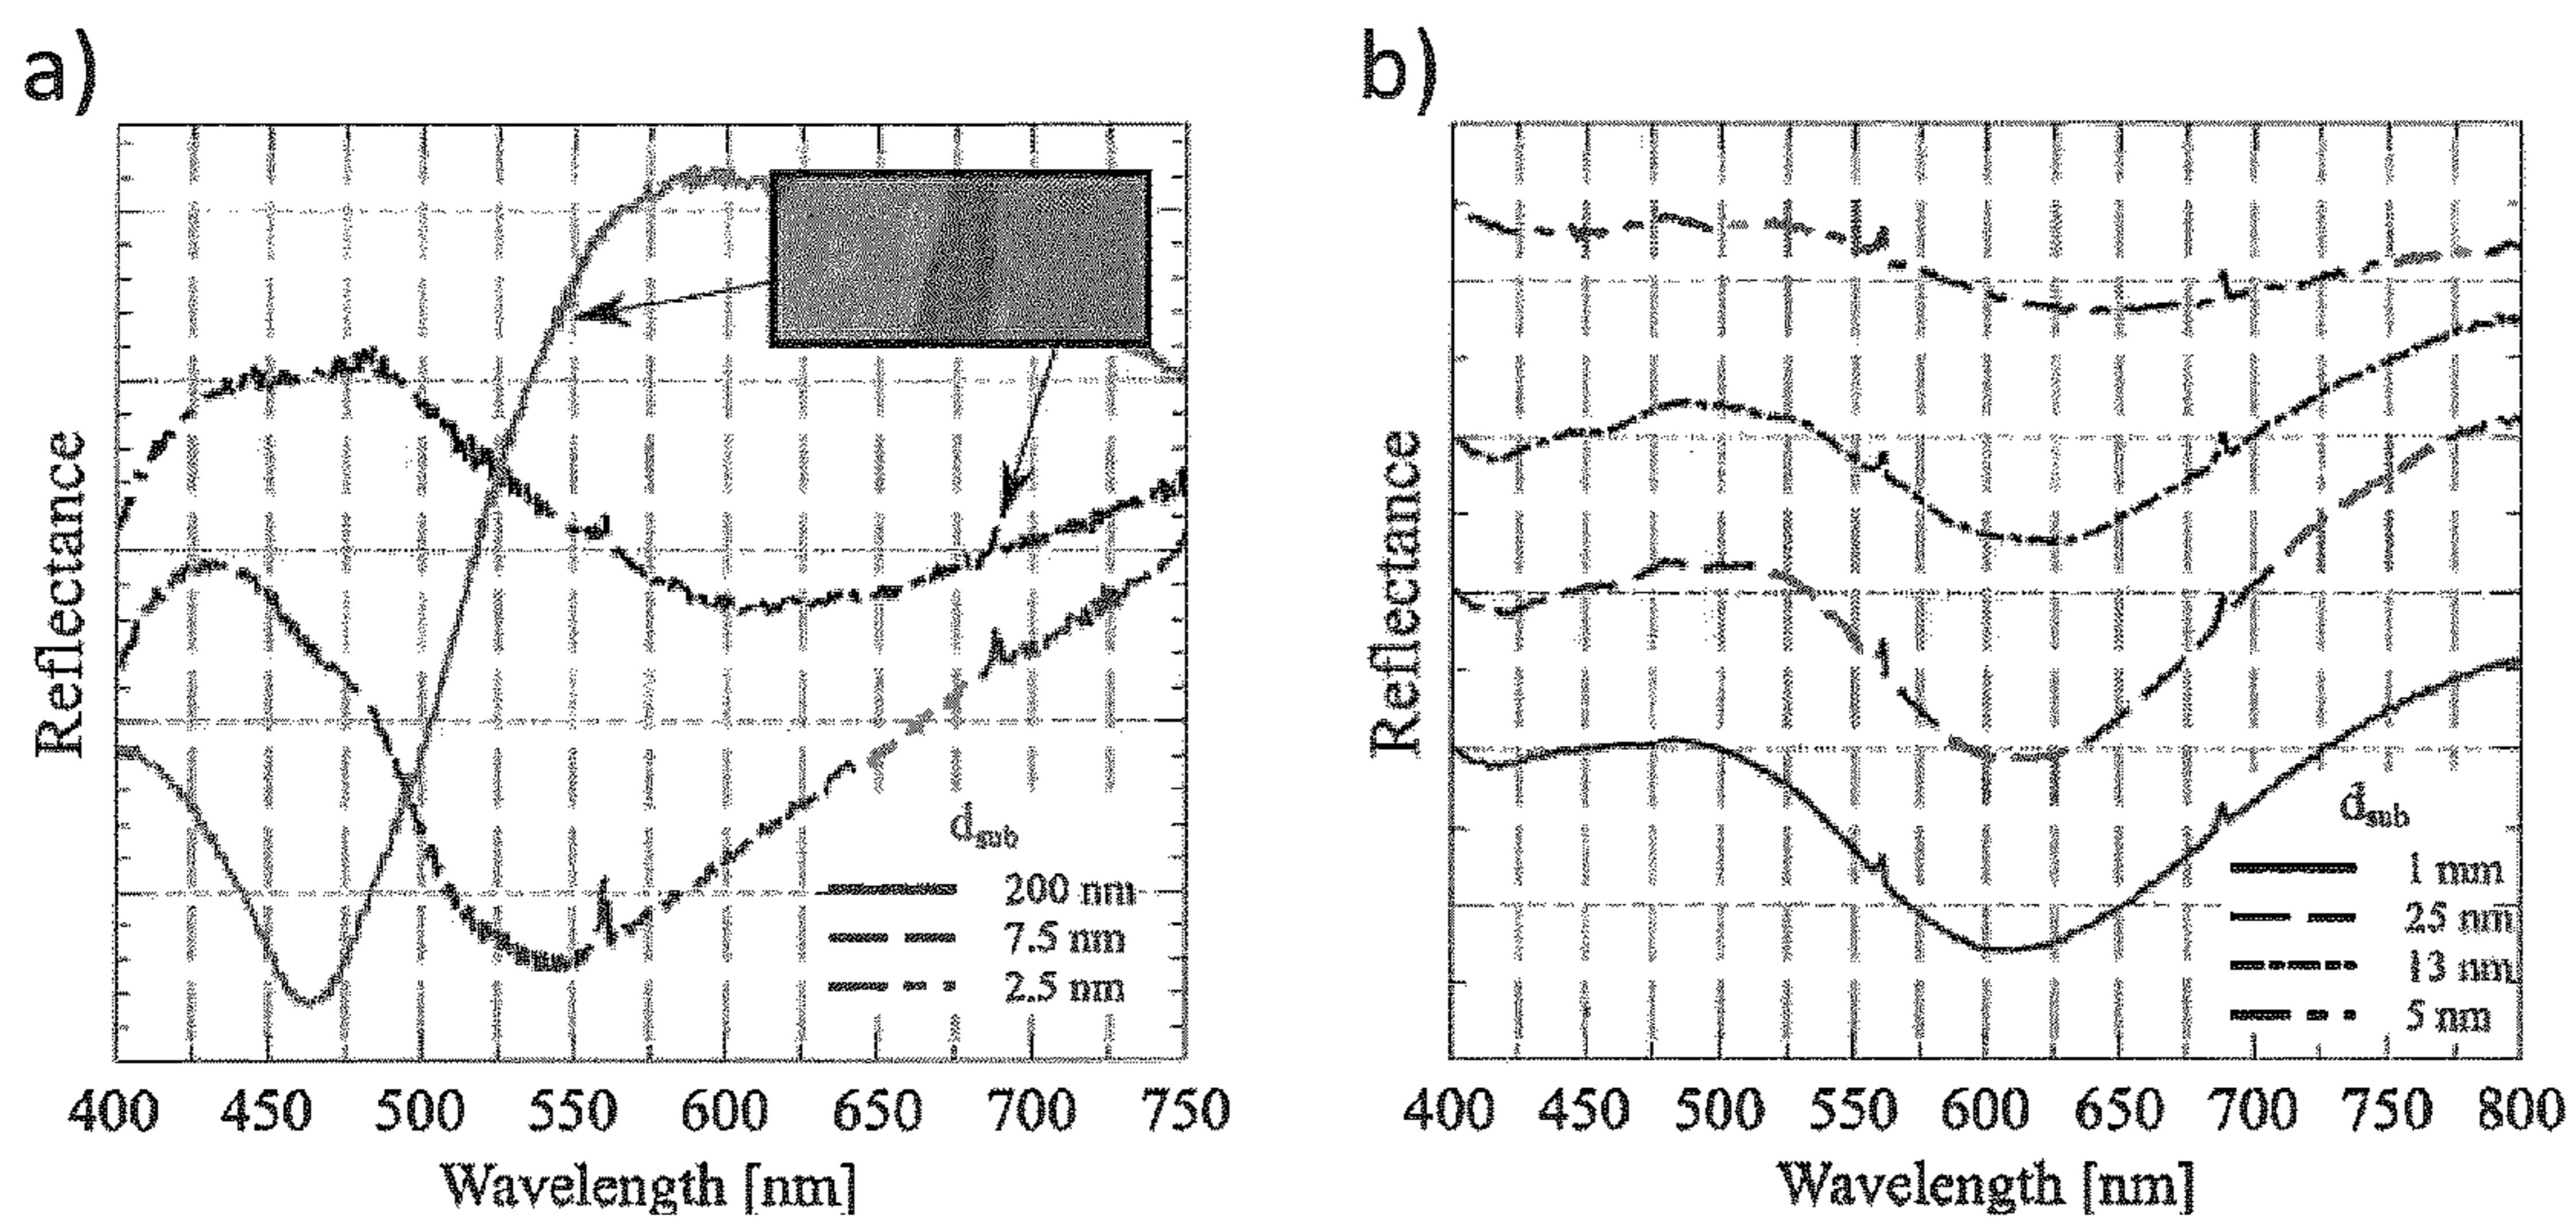 a)
Reflectance
d_sub
200 nm
7.5 nm
2.5 nm
400 450 500 550 600 650 700 750
Wavelength [nm]
b)
Reflectance
d_sub
1 mm
25 nm
13 nm
5 nm
400 450 500 550 600 650 700 750 800
Wavelength [nm]